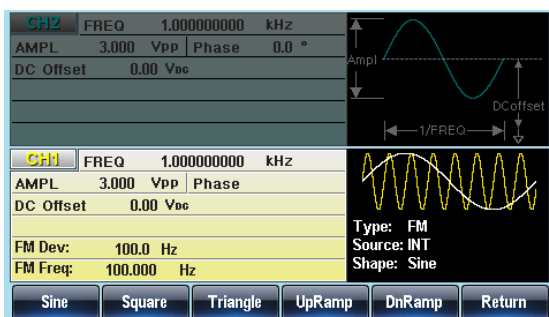 CH2 FREQ 1.000000000 kHz
AMPL 3.000 Vpp Phase 0.0 °
DC Offset 0.00 VDC
Ampl
DCoffset
1/FREQ
CH1 FREQ 1.000000000 kHz
AMPL 3.000 Vpp Phase
DC Offset 0.00 VDC
FM Dev: 100.0 Hz
FM Freq: 100.000 Hz
Type: FM
Source: INT
Shape: Sine
Sine Square Triangle UpRamp DnRamp Return